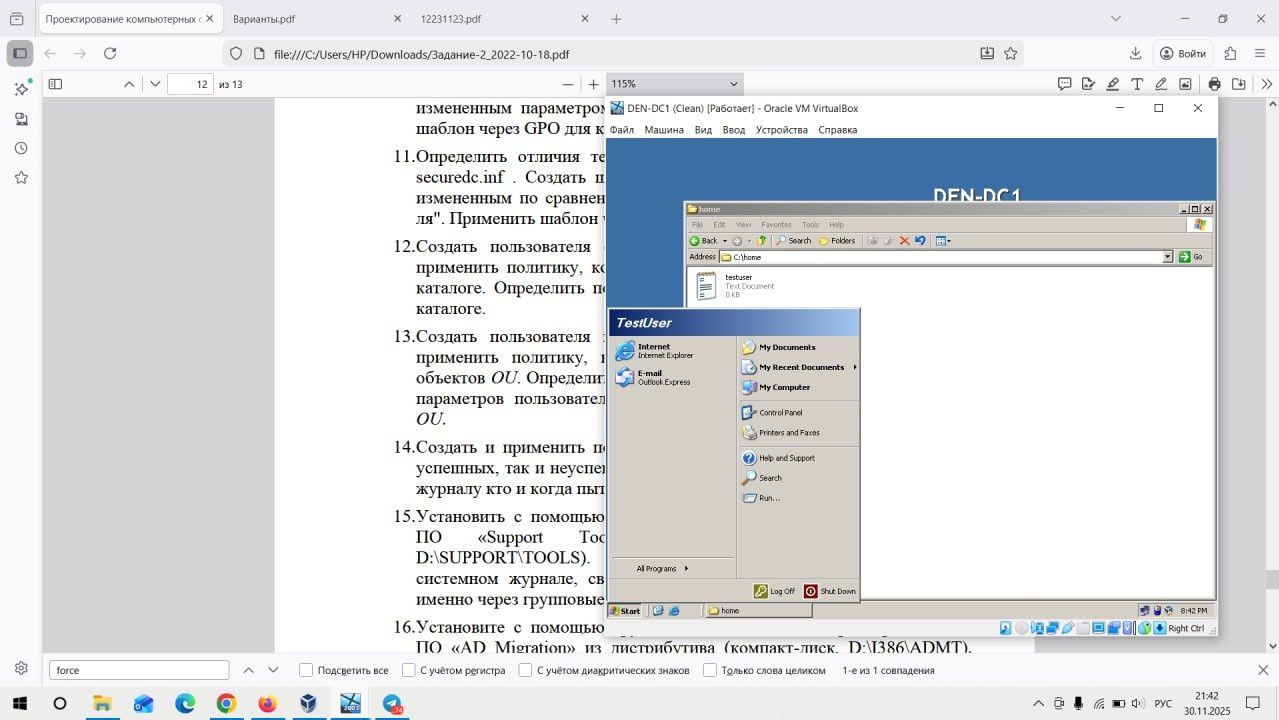 Проектирование компьютерных с
Варианты.pdf
12231123.pdf
file:///C:/Users/HP/Downloads/Задание-2_2022-10-18.pdf
Войти
12
из 13
115%
измененным параметром
шаблон через GPO для к
11.Определить отличия те
securedc.inf . Создать ш
измененным по сравнен
ля". Применить шаблон ч
12.Создать пользователя
применить политику, ко
каталоге. Определить по
каталоге.
13.Создать пользователя
применить политику,
объектов OU. Определит
параметров пользовател
OU.
14.Создать и применить по
успешных, так и неуспеш
журналу кто и когда пыт
15.Установить с помощью
ПО «Support Too
D:\SUPPORT\TOOLS).
системном журнале, св
именно через групповые
16.Установите с помощью
ПО «AD Migration» из дистрибутива (компакт-диск, D:\I386\ADMT).
DEN-DC1 (Clean) [Работает] - Oracle VM VirtualBox
Файл Машина Вид Ввод Устройства Справка
DEN-DC1
home
File Edit View Favorites Tools Help
Back Search Folders
Address C:\home Go
testuser
Text Document
0 KB
TestUser
Internet
Internet Explorer
E-mail
Outlook Express
All Programs
My Documents
My Recent Documents
My Computer
Control Panel
Printers and Faxes
Help and Support
Search
Run...
Log Off Shut Down
Start home 8:42 PM
Right Ctrl
force
Подсветить все
С учётом регистра
С учётом диакритических знаков
Только слова целиком
1-е из 1 совпадения
РУС
21:42
30.11.2025